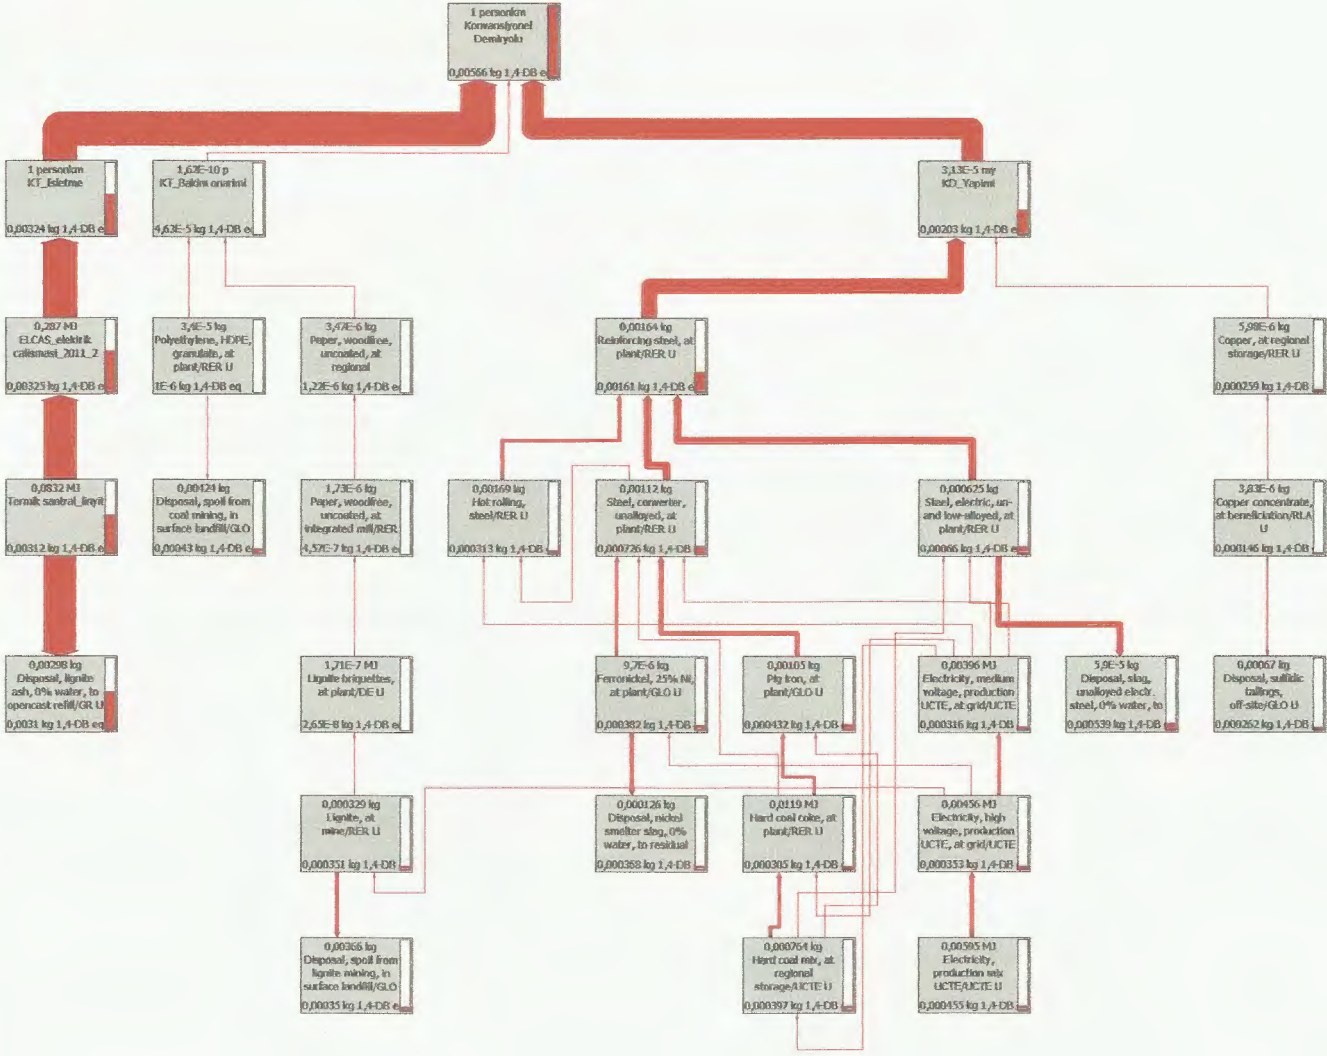 1 personkm
Konvansiyonel
Demiryolu
0,00566 kg 1,4-DB eq
1 personkm
KT_Isletme
0,00324 kg 1,4-DB e
1,62E-10 p
KT_Bakim onarimi
4,63E-5 kg 1,4-DB e
3,13E-5 my
KD_Yapimi
0,00203 kg 1,4-DB e
0,287 MJ
ELCAS_elektrik
calismasi_2011_2
0,00325 kg 1,4-DB e
3,4E-5 kg
Polyethylene, HDPE,
granulate, at
plant/RER U
1E-6 kg 1,4-DB eq
3,47E-6 kg
Paper, woodfree,
uncoated, at
regional
1,22E-6 kg 1,4-DB e
0,00164 kg
Reinforcing steel, at
plant/RER U
0,00161 kg 1,4-DB e
5,98E-6 kg
Copper, at regional
storage/RER U
0,000259 kg 1,4-DB
0,0832 MJ
Termik santral_linyit
0,00312 kg 1,4-DB e
0,00424 kg
Disposal, spoil from
coal mining, in
surface landfill/GLO
0,00043 kg 1,4-DB e
1,73E-6 kg
Paper, woodfree,
uncoated, at
integrated mill/RER
4,57E-7 kg 1,4-DB e
0,00169 kg
Hot rolling,
steel/RER U
0,000313 kg 1,4-DB
0,00112 kg
Steel, converter,
unalloyed, at
plant/RER U
0,000726 kg 1,4-DB
0,000625 kg
Steel, electric, un-
and low-alloyed, at
plant/RER U
0,00066 kg 1,4-DB e
3,83E-6 kg
Copper concentrate,
at beneficiation/RLA
U
0,000146 kg 1,4-DB
0,00298 kg
Disposal, lignite
ash, 0% water, to
opencast refill/GR U
0,0031 kg 1,4-DB eq
1,71E-7 MJ
Lignite briquettes,
at plant/DE U
2,65E-8 kg 1,4-DB e
9,7E-6 kg
Ferronickel, 25% Ni,
at plant/GLO U
0,000382 kg 1,4-DB
0,00105 kg
Pig iron, at
plant/GLO U
0,000432 kg 1,4-DB
0,00396 MJ
Electricity, medium
voltage, production
UCTE, at grid/UCTE
0,000316 kg 1,4-DB
5,9E-5 kg
Disposal, slag,
unalloyed electr.
steel, 0% water, to
0,000539 kg 1,4-DB
0,00067 kg
Disposal, sulfidic
tailings,
off-site/GLO U
0,000262 kg 1,4-DB
0,000329 kg
Lignite, at
mine/RER U
0,000351 kg 1,4-DB
0,000126 kg
Disposal, nickel
smelter slag, 0%
water, to residual
0,000368 kg 1,4-DB
0,0119 MJ
Hard coal coke, at
plant/RER U
0,000305 kg 1,4-DB
0,00456 MJ
Electricity, high
voltage, production
UCTE, at grid/UCTE
0,000353 kg 1,4-DB
0,00366 kg
Disposal, spoil from
lignite mining, in
surface landfill/GLO
0,00035 kg 1,4-DB e
0,000764 kg
Hard coal mix, at
regional
storage/UCTE U
0,000397 kg 1,4-DB
0,00595 MJ
Electricity,
production mix
UCTE/UCTE U
0,000455 kg 1,4-DB